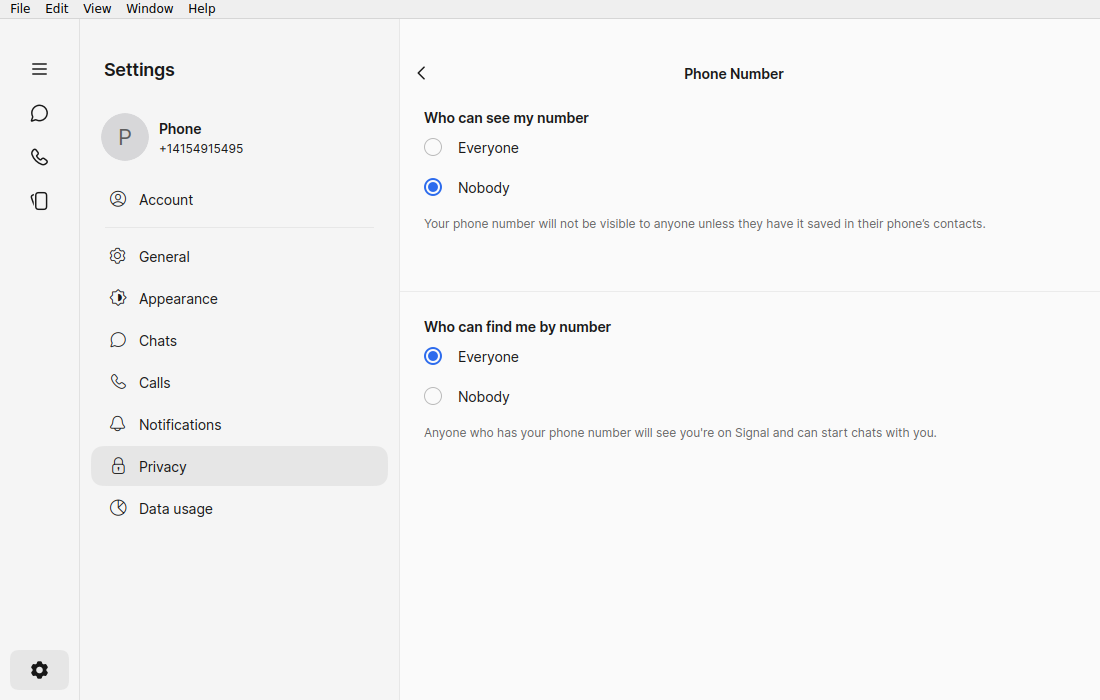 File Edit View Window Help
Settings
P
Phone
+14154915495
Account
General
Appearance
Chats
Calls
Notifications
Privacy
Data usage
Phone Number
Who can see my number
Everyone
Nobody
Your phone number will not be visible to anyone unless they have it saved in their phone’s contacts.
Who can find me by number
Everyone
Nobody
Anyone who has your phone number will see you're on Signal and can start chats with you.